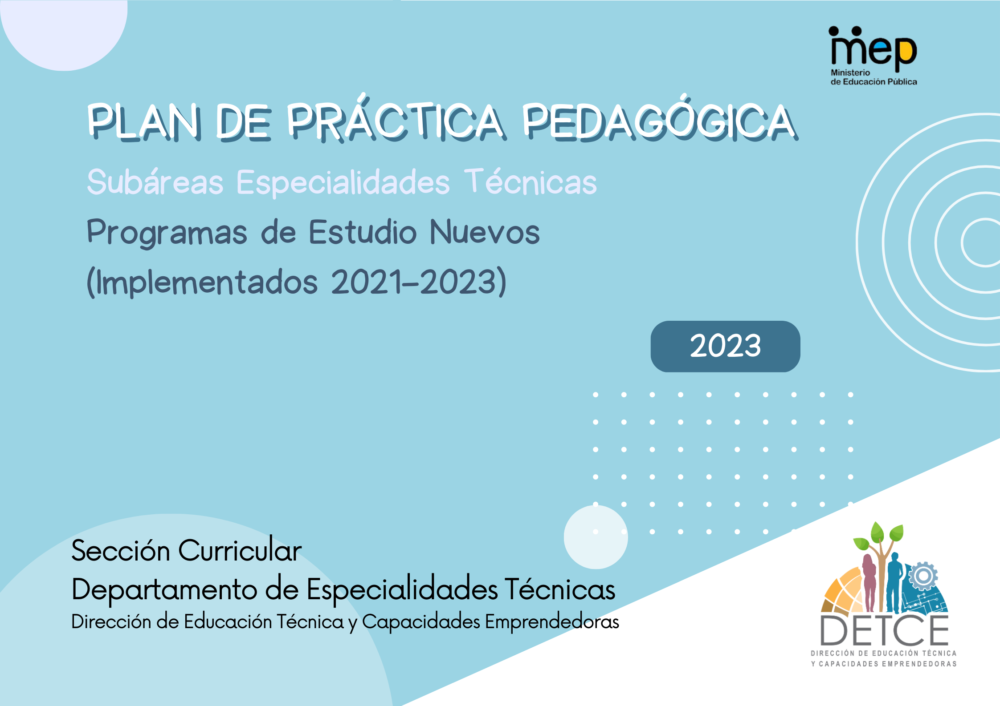 mep
Ministerio
de Educación Pública
PLAN DE PRÁCTICA PEDAGÓGICA
Subáreas Especialidades Técnicas
Programas de Estudio Nuevos
(Implementados 2021-2023)
2023
Sección Curricular
Departamento de Especialidades Técnicas
Dirección de Educación Técnica y Capacidades Emprendedoras
DETCE
DIRECCIÓN DE EDUCACIÓN TÉCNICA
Y CAPACIDADES EMPRENDEDORAS